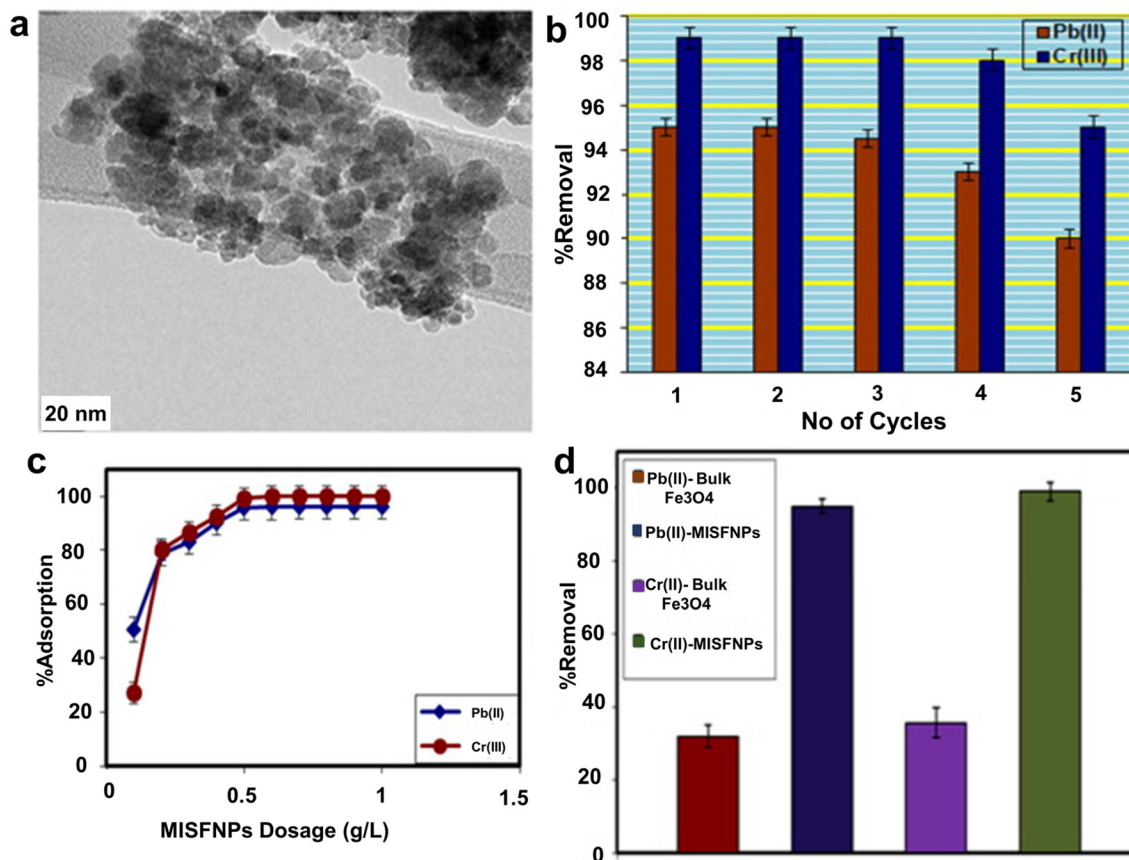 a
20 nm
b
100
98
96
94
92
90
88
86
84
%Removal
Pb(II)
Cr(III)
1 2 3 4 5
No of Cycles
c
100
80
60
40
20
0
%Adsorption
Pb(II)
Cr(III)
0 0.5 1 1.5
MISFNPs Dosage (g/L)
d
100
80
60
40
20
0
%Removal
Pb(II)- Bulk
Fe3O4
Pb(II)-MISFNPs
Cr(II)- Bulk
Fe3O4
Cr(II)-MISFNPs